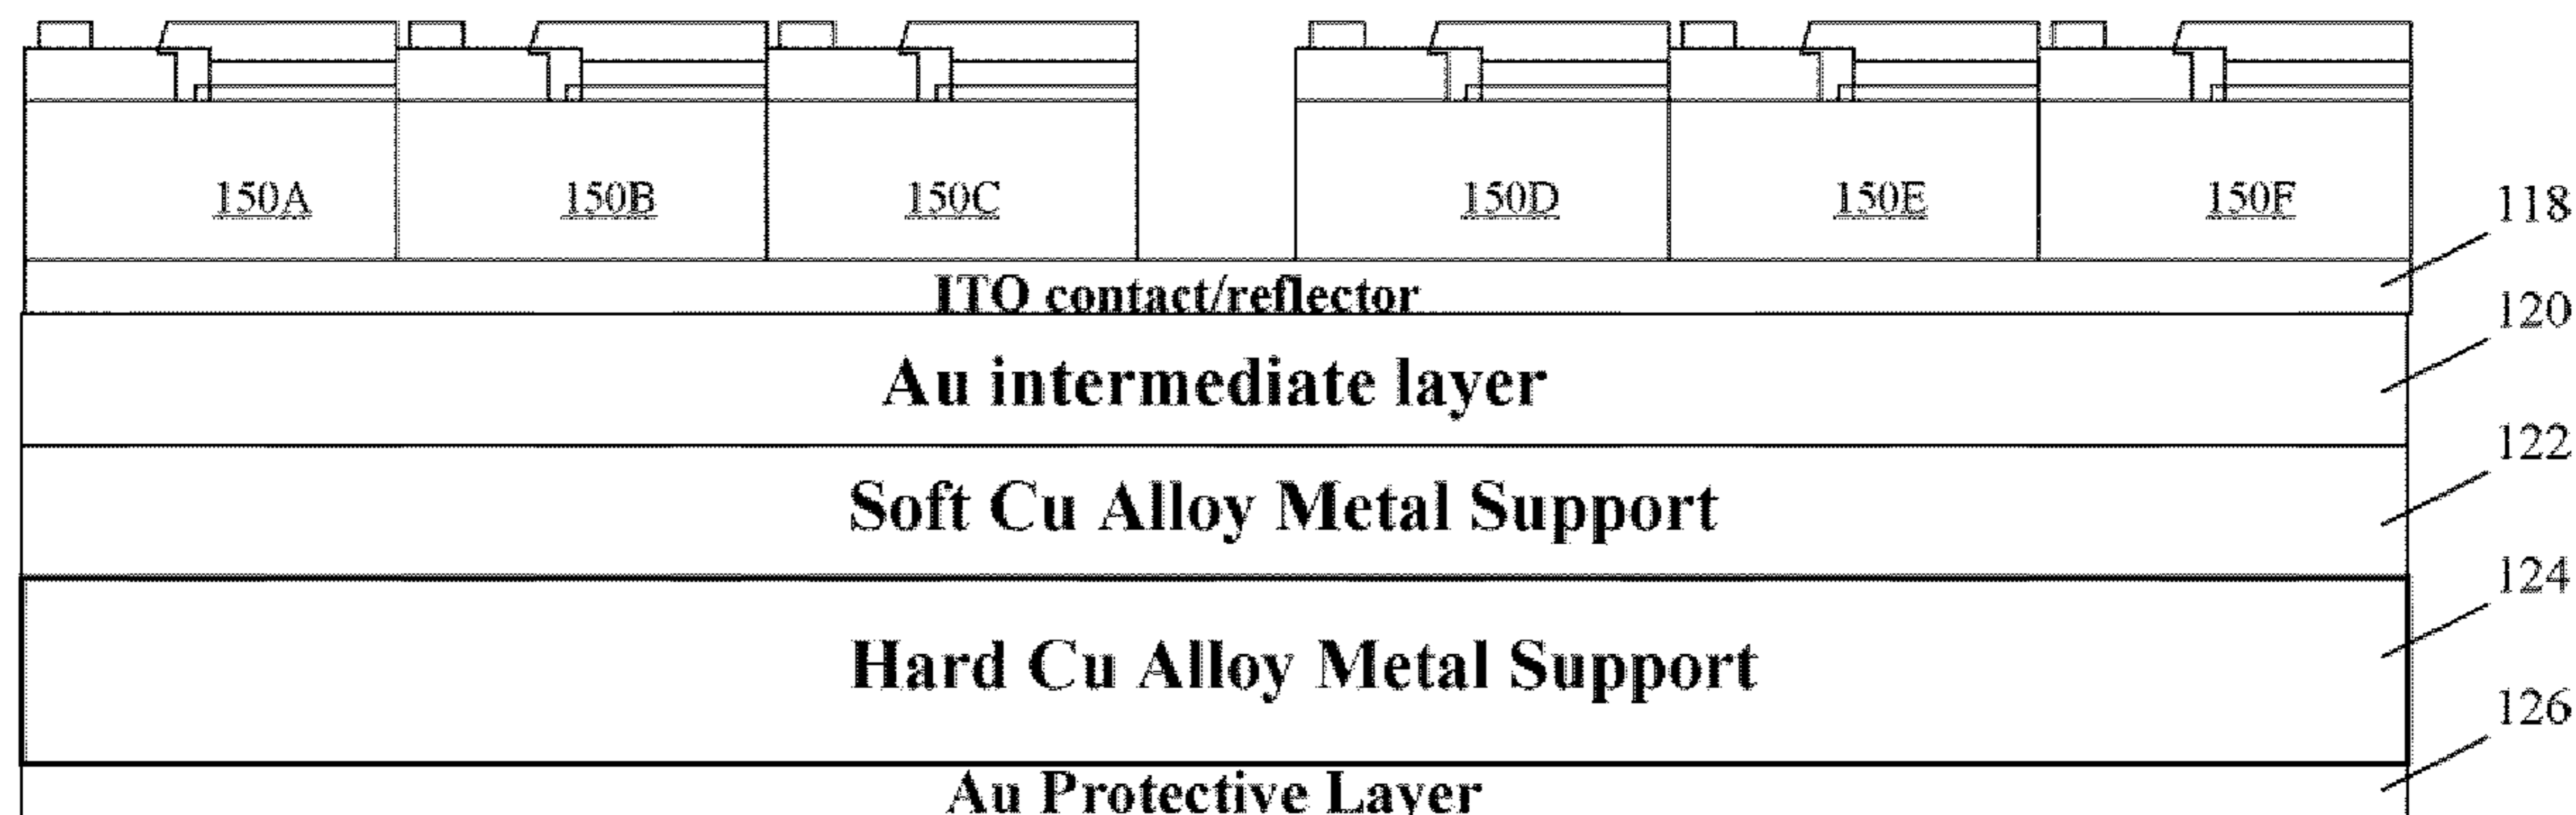 150A 150B 150C 150D 150E 150F
118
ITO contact/reflector
120
Au intermediate layer
122
Soft Cu Alloy Metal Support
124
Hard Cu Alloy Metal Support
126
Au Protective Layer